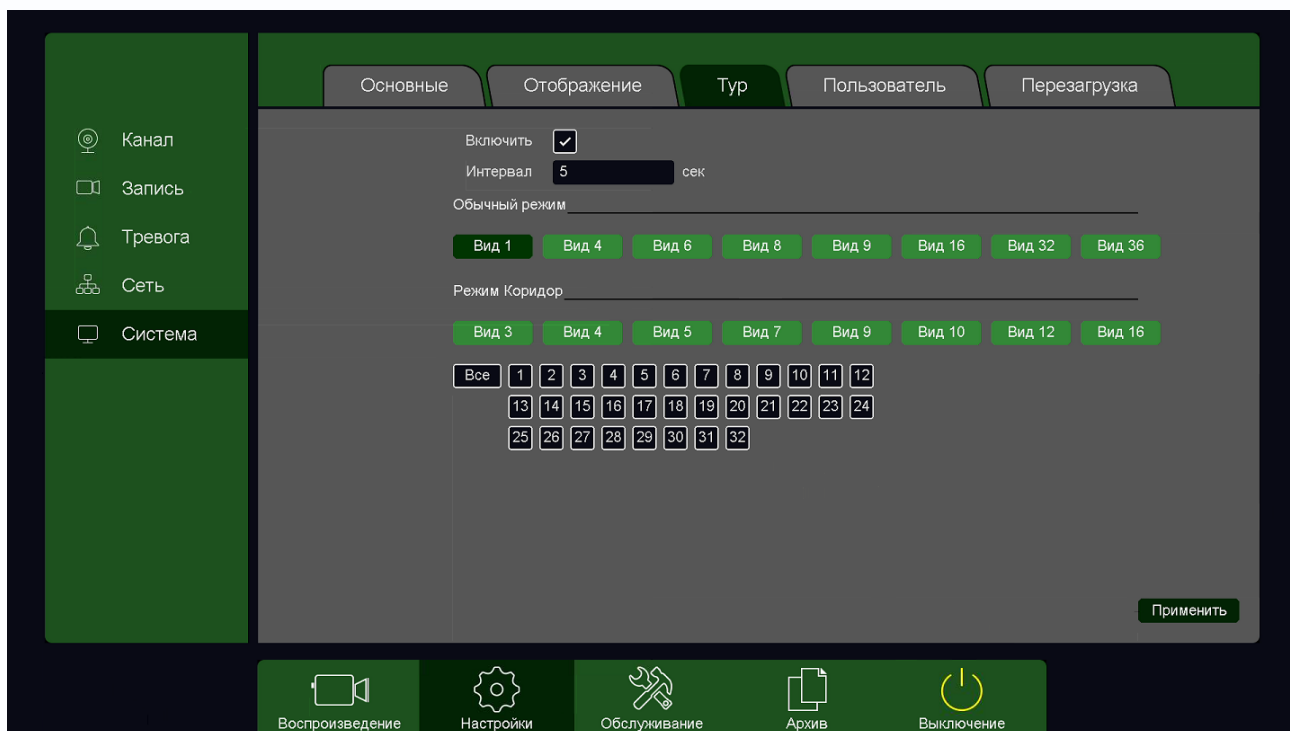 Основные Отображение Тур Пользователь Перезагрузка
Канал
Запись
Тревога
Сеть
Система
Включить
Интервал 5 сек
Обычный режим
Вид 1 Вид 4 Вид 6 Вид 8 Вид 9 Вид 16 Вид 32 Вид 36
Режим Коридор
Вид 3 Вид 4 Вид 5 Вид 7 Вид 9 Вид 10 Вид 12 Вид 16
Все 1 2 3 4 5 6 7 8 9 10 11 12
13 14 15 16 17 18 19 20 21 22 23 24
25 26 27 28 29 30 31 32
Применить
Воспроизведение Настройки Обслуживание Архив Выключение